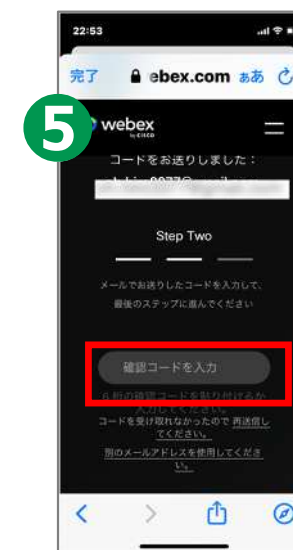 22:53
完了 ebex.com ああ
5
webex
by CISCO
コードをお送りしました：
Step Two
メールでお送りしたコードを入力して、
最後のステップに進んでください
確認コードを入力
6 桁の確認コードを貼り付けるか
入力してください。
コードを受け取れなかったので 再送信し
てください。
別のメールアドレスを使用してくださ
い。